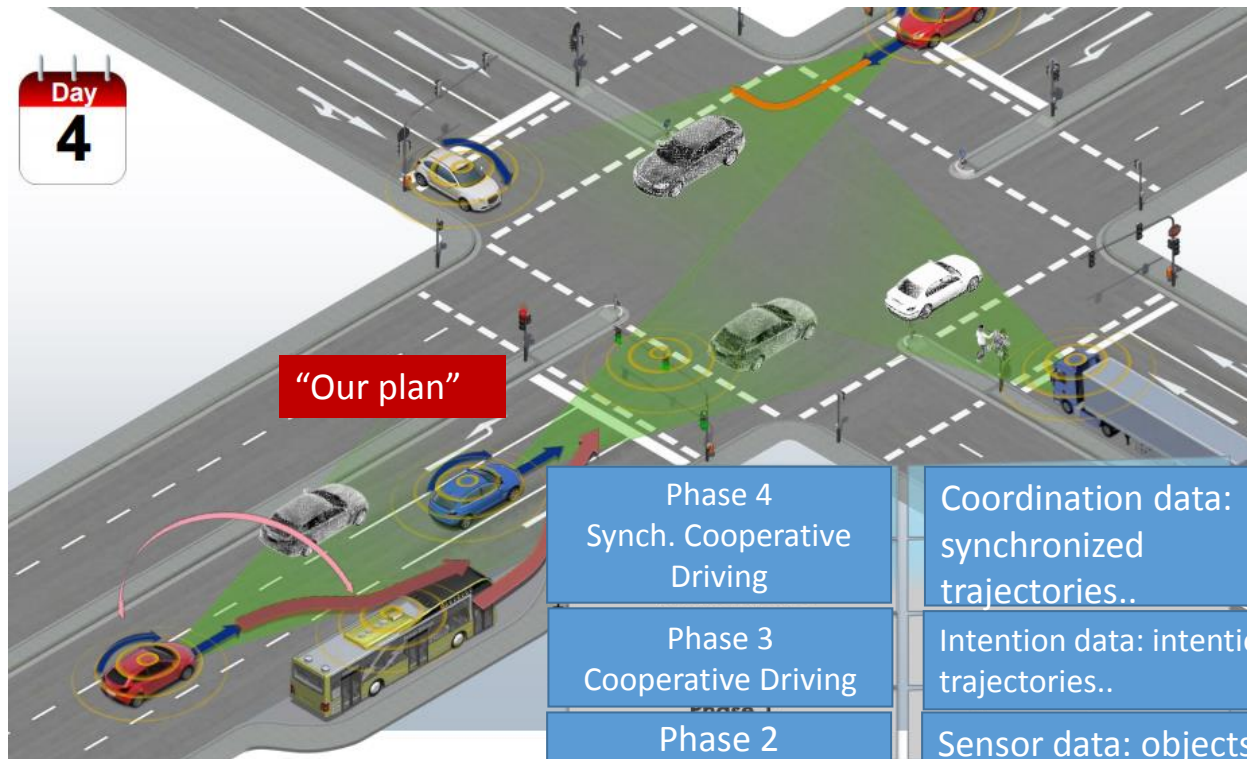 Day
4
“Our plan”
Phase 4
Synch. Cooperative
Driving
Coordination data:
synchronized
trajectories..
Phase 3
Cooperative Driving
Intention data:
trajectories..
Phase 2
Sensor data: objects